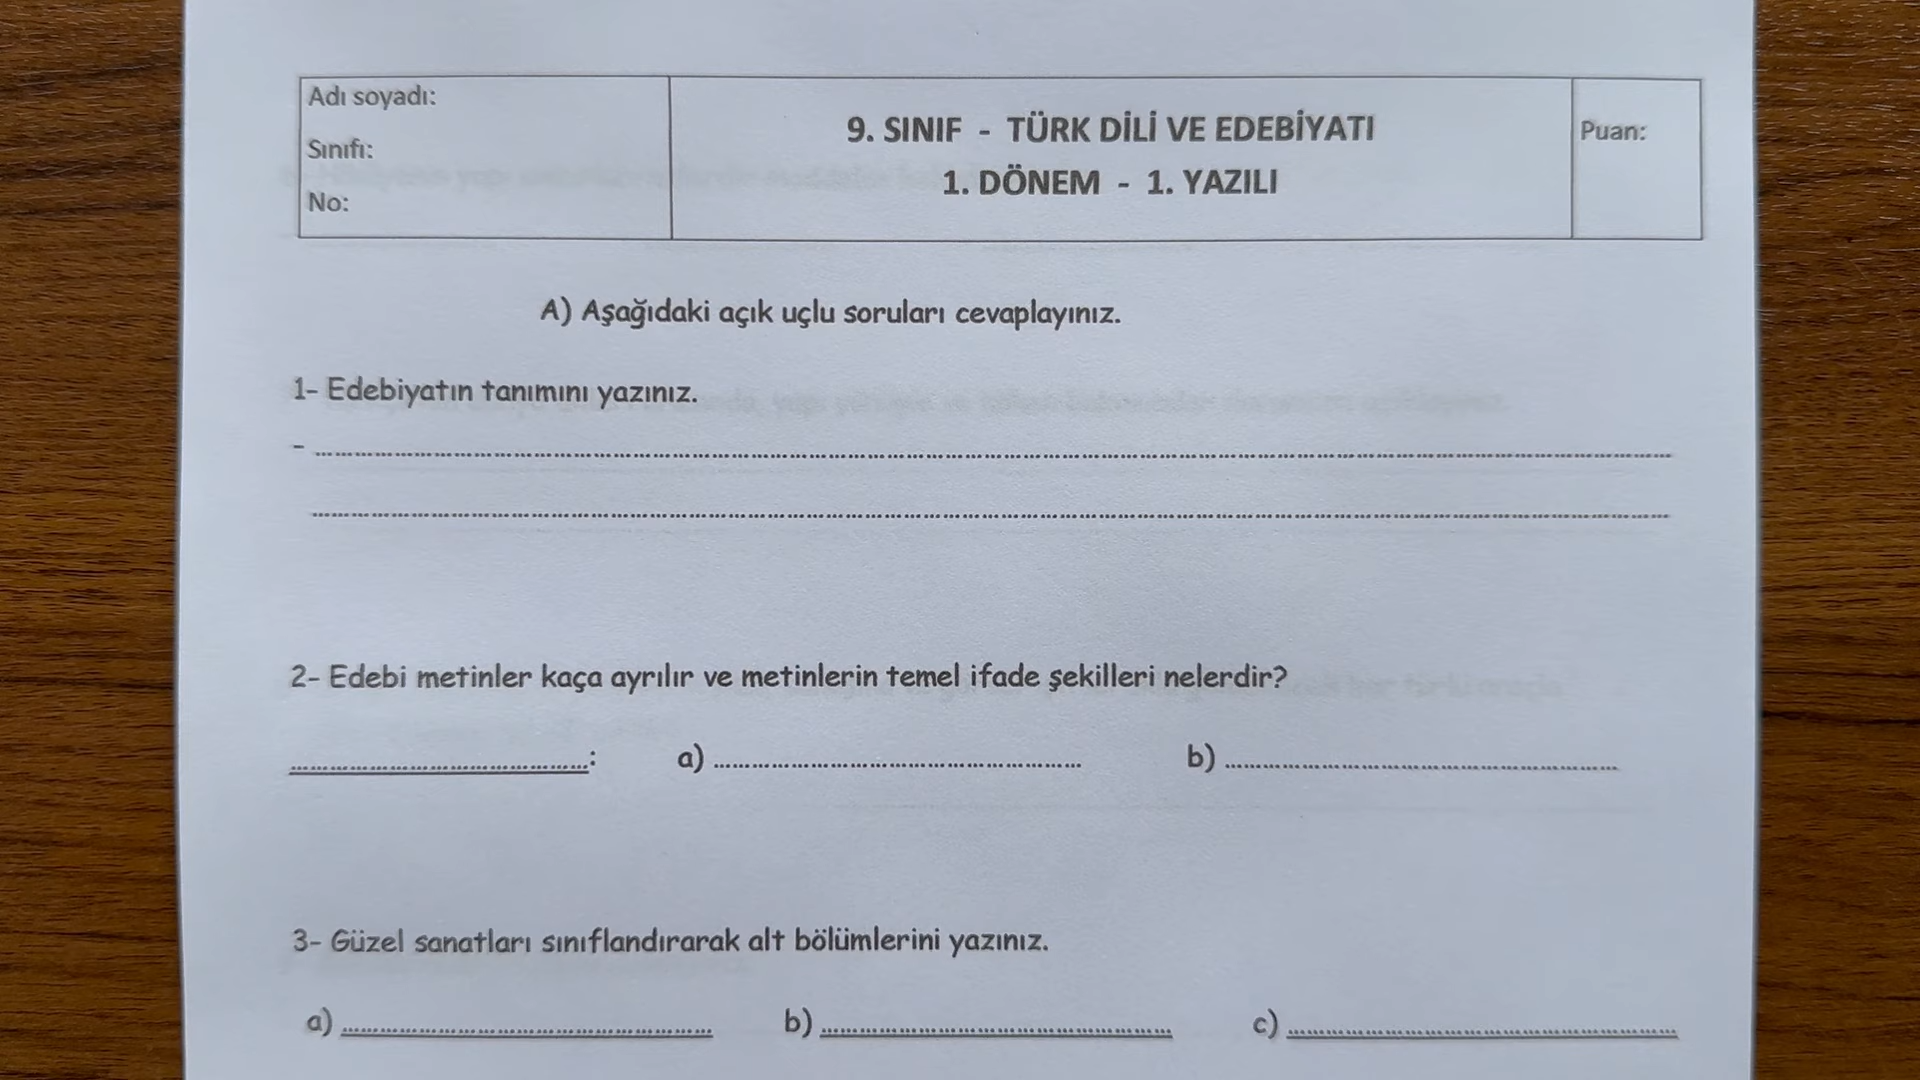 Adı soyadı:
Sınıfı:
No:
9. SINIF - TÜRK DİLİ VE EDEBİYATI
1. DÖNEM - 1. YAZILI
Puan:
A) Aşağıdaki açık uçlu soruları cevaplayınız.
1- Edebiyatın tanımını yazınız.
- ........................................................................
........................................................................
2- Edebi metinler kaça ayrılır ve metinlerin temel ifade şekilleri nelerdir?
..............................: a) .............................. b) ..............................
3- Güzel sanatları sınıflandırarak alt bölümlerini yazınız.
a) .............................. b) .............................. c) ..............................